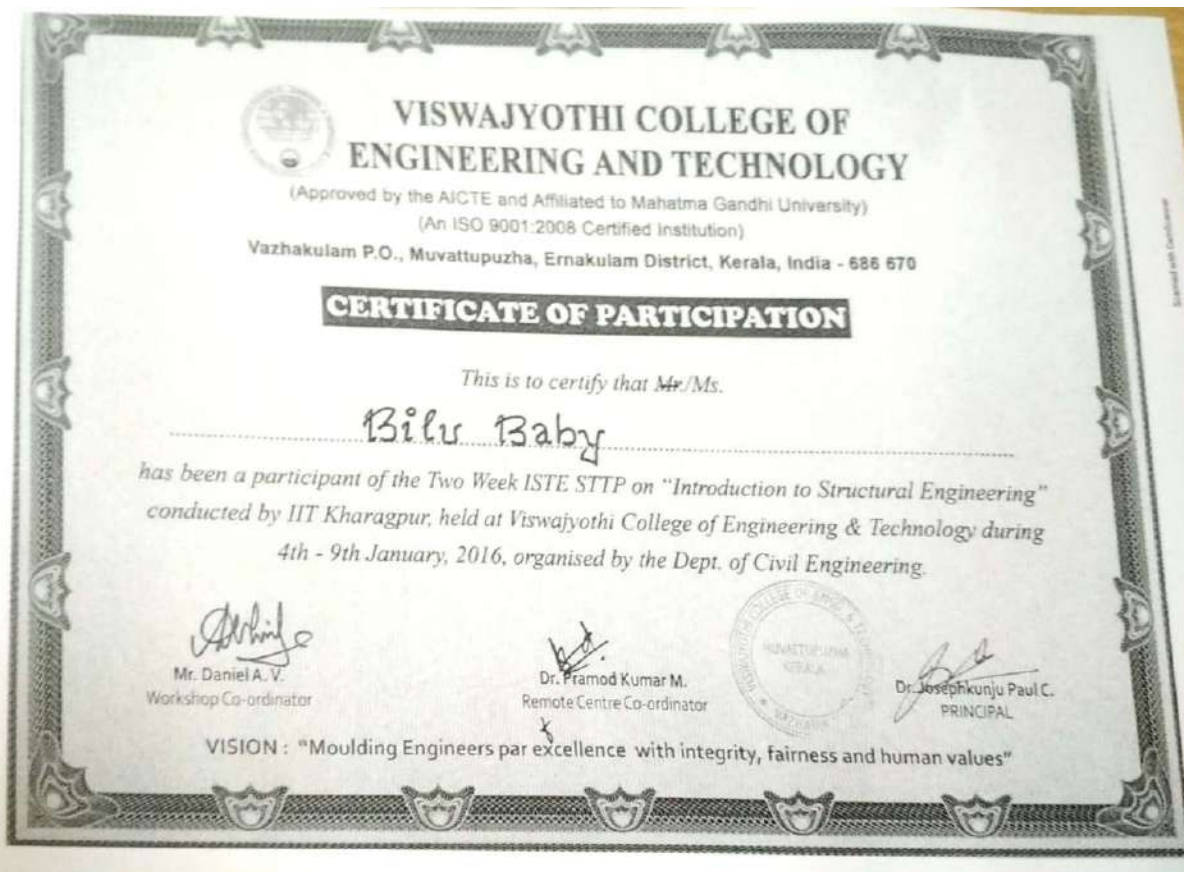 VISWAJYOTHI COLLEGE OF
ENGINEERING AND TECHNOLOGY
(Approved by the AICTE and Affiliated to Mahatma Gandhi University)
(An ISO 9001:2008 Certified Institution)
Vazhakulam P.O., Muvattupuzha, Ernakulam District, Kerala, India - 686 670
CERTIFICATE OF PARTICIPATION
This is to certify that Mr./Ms.
Bilu Baby
has been a participant of the Two Week ISTE STTP on "Introduction to Structural Engineering"
conducted by IIT Kharagpur, held at Viswajyothi College of Engineering & Technology during
4th - 9th January, 2016, organised by the Dept. of Civil Engineering.
MUVATTUPUZHA
KERALA
Mr. Daniel A. V.
Workshop Co-ordinator
Dr. Pramod Kumar M.
Remote Centre Co-ordinator
Dr. Josephkunju Paul C.
PRINCIPAL
VISION : "Moulding Engineers par excellence with integrity, fairness and human values"
Scanned with CamScanner